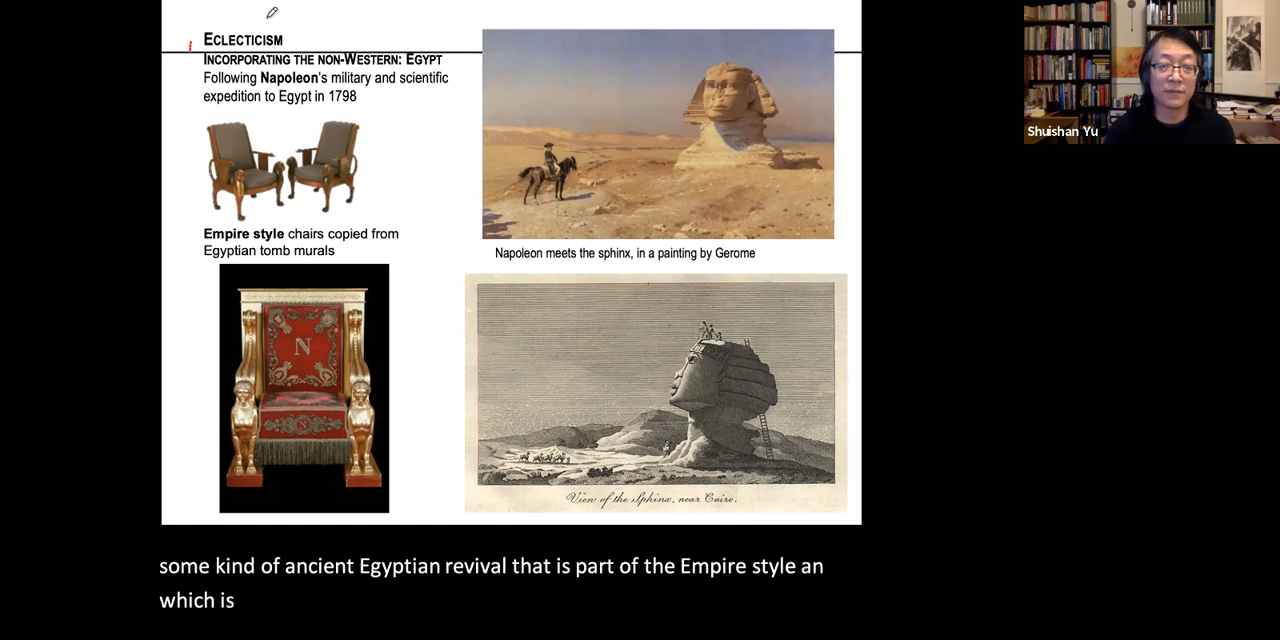 ECLECTICISM
INCORPORATING THE NON-WESTERN: EGYPT
Following Napoleon's military and scientific
expedition to Egypt in 1798
Empire style chairs copied from
Egyptian tomb murals
N
N
Napoleon meets the sphinx, in a painting by Gerome
View of the Sphinx, near Cairo.
Shuishan Yu
some kind of ancient Egyptian revival that is part of the Empire style an
which is